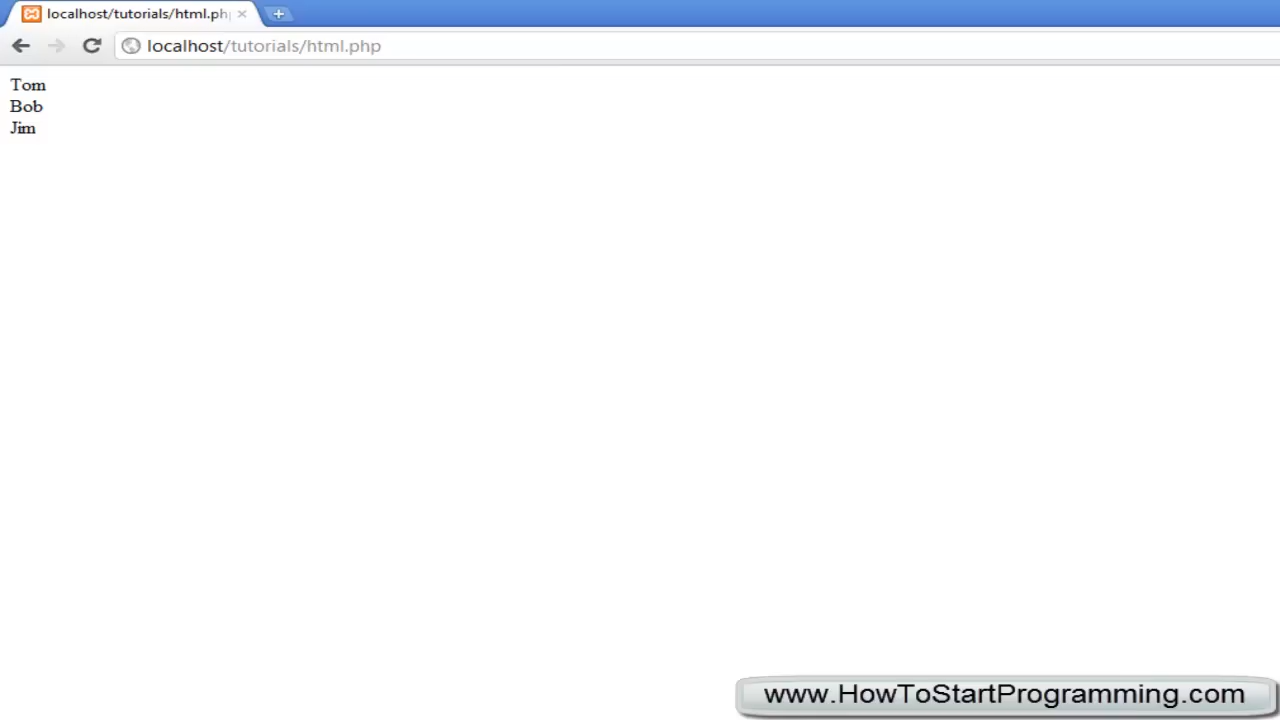 localhost/tutorials/html.ph
localhost/tutorials/html.php
Tom
Bob
Jim
www.HowToStartProgramming.com